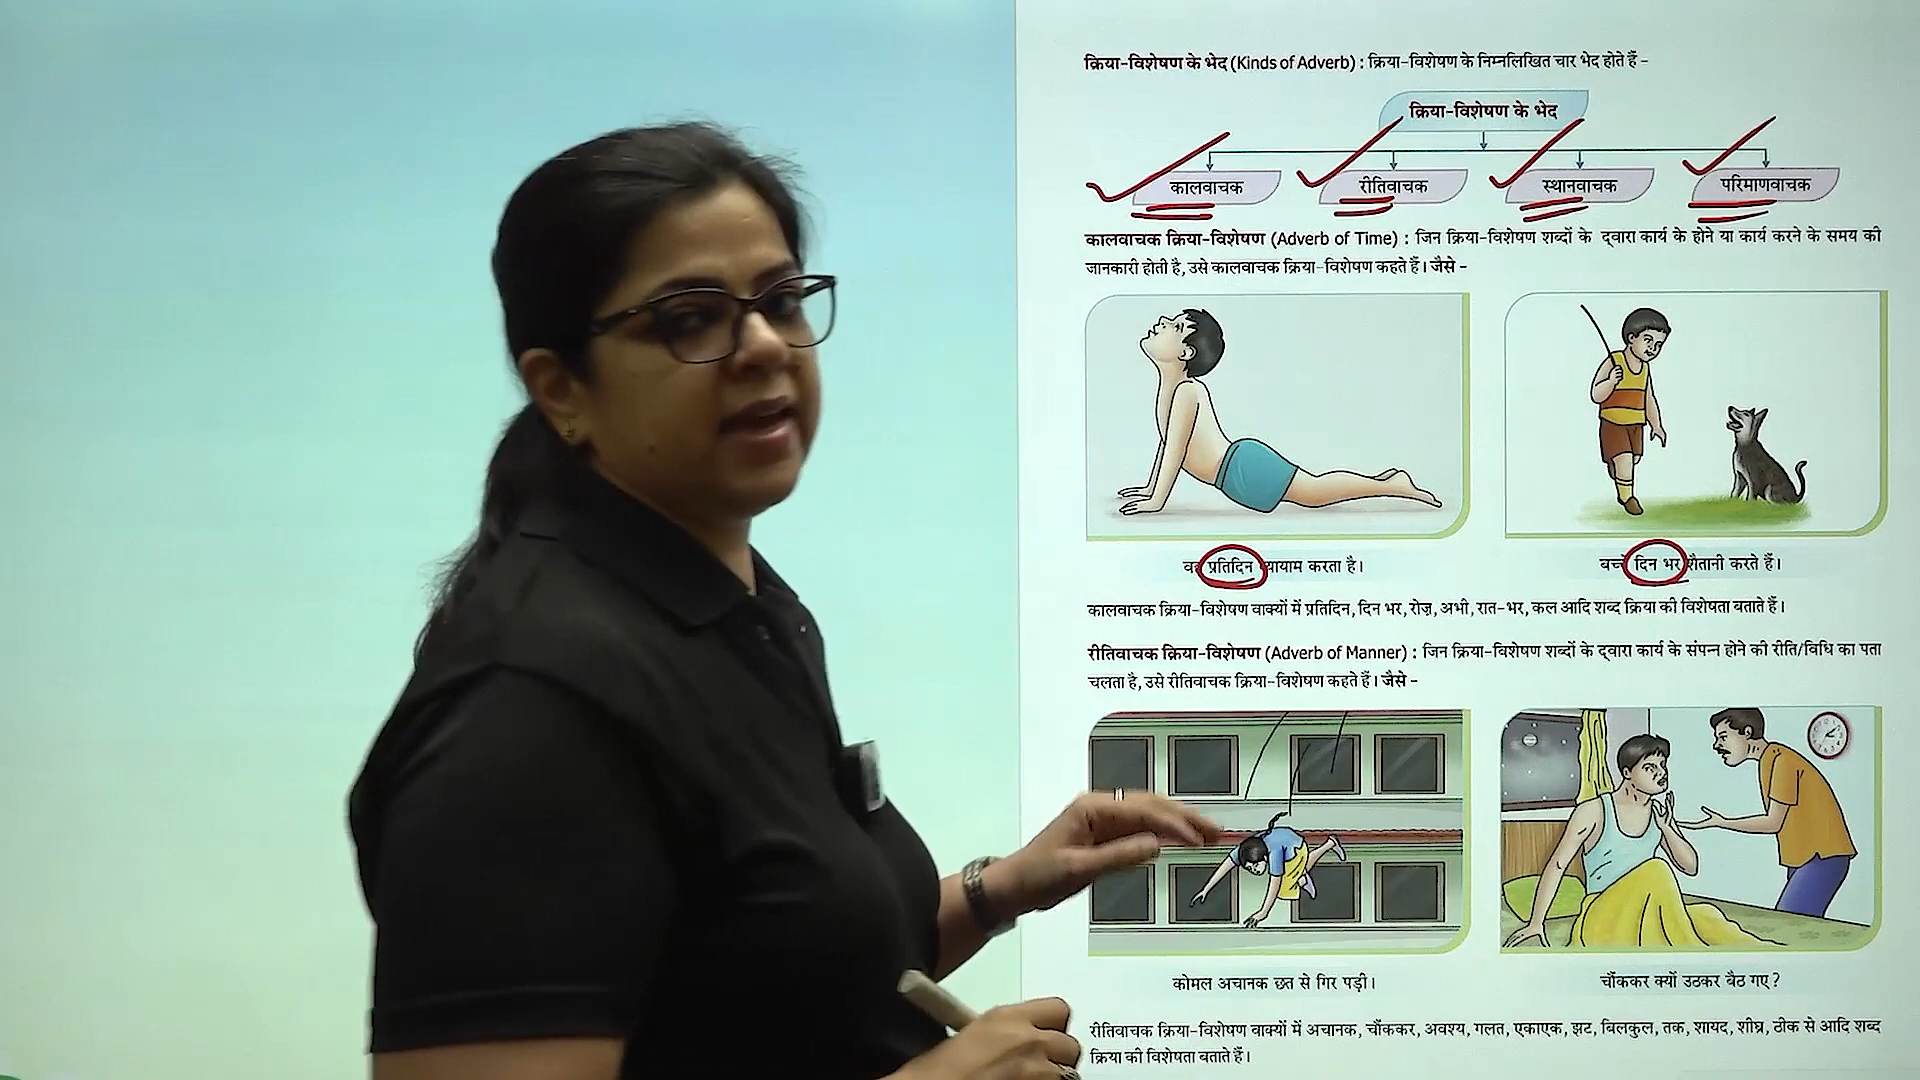 क्रिया-विशेषण के भेद (Kinds of Adverb) : क्रिया-विशेषण के निम्नलिखित चार भेद होते हैं -
क्रिया-विशेषण के भेद
कालवाचक रीतिवाचक स्थानवाचक परिमाणवाचक
कालवाचक क्रिया-विशेषण (Adverb of Time) : जिन क्रिया-विशेषण शब्दों के द्वारा कार्य के होने या कार्य करने के समय की
जानकारी होती है, उसे कालवाचक क्रिया-विशेषण कहते हैं। जैसे -
प्रतिदिन करता है। दिन भर शैतानी करते हैं।
कालवाचक क्रिया-विशेषण वाक्यों में प्रतिदिन, दिन भर, रोज़, अभी, रात-भर, कल आदि शब्द क्रिया की विशेषता बताते हैं।
रीतिवाचक क्रिया-विशेषण (Adverb of Manner) : जिन क्रिया-विशेषण शब्दों के द्वारा कार्य के संपन्न होने की रीति/विधि का पता
चलता है, उसे रीतिवाचक क्रिया-विशेषण कहते हैं। जैसे -
कोमल अचानक छत से गिर पड़ी। चौंककर क्यों उठकर बैठ गए?
रीतिवाचक क्रिया-विशेषण वाक्यों में अचानक, चौंककर, अवश्य, गलत, एकाएक, झट, बिलकुल, तक, शायद, शीघ्र, ठीक से आदि शब्द
क्रिया की विशेषता बताते हैं।